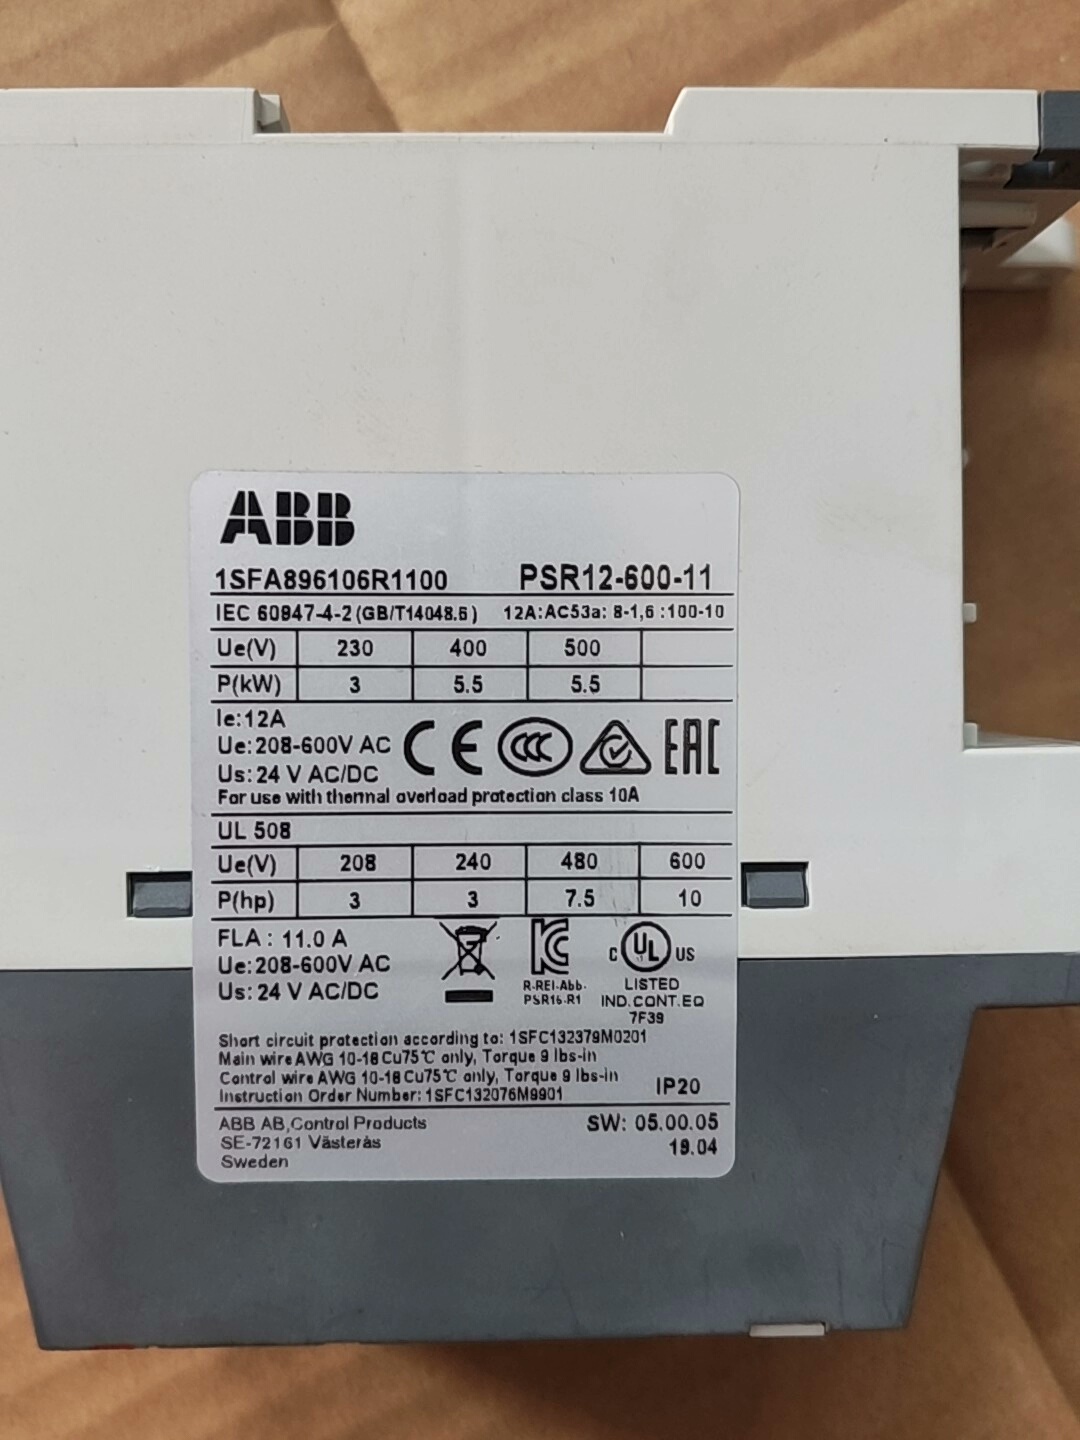 ABB
1SFA896106R1100 PSR12-600-11
IEC 60947-4-2 (GB/T14048.6) 12A:AC53a: 8-1,6 :100-10
Ue(V) 230 400 500
P(kW) 3 5.5 5.5
Ie:12A
Ue: 208-600V AC
Us: 24 V AC/DC
CE CCC EAC
For use with thermal overload protection class 10A
UL 508
Ue(V) 208 240 480 600
P(hp) 3 3 7.5 10
FLA : 11.0 A
Ue:208-600V AC
Us: 24 V AC/DC
R-REI-Abb-
PSR16-R1
C UL US
LISTED
IND.CONT.EQ
7F39
Short circuit protection according to: 1SFC132379M0201
Main wire AWG 10-18 Cu75℃ only, Torque 9 lbs-in
Control wire AWG 10-18 Cu75℃ only, Torque 9 lbs-in
Instruction Order Number: 1SFC132076M9901
IP20
ABB AB,Control Products
SE-72161 Västerås
Sweden
SW: 05.00.05
19.04